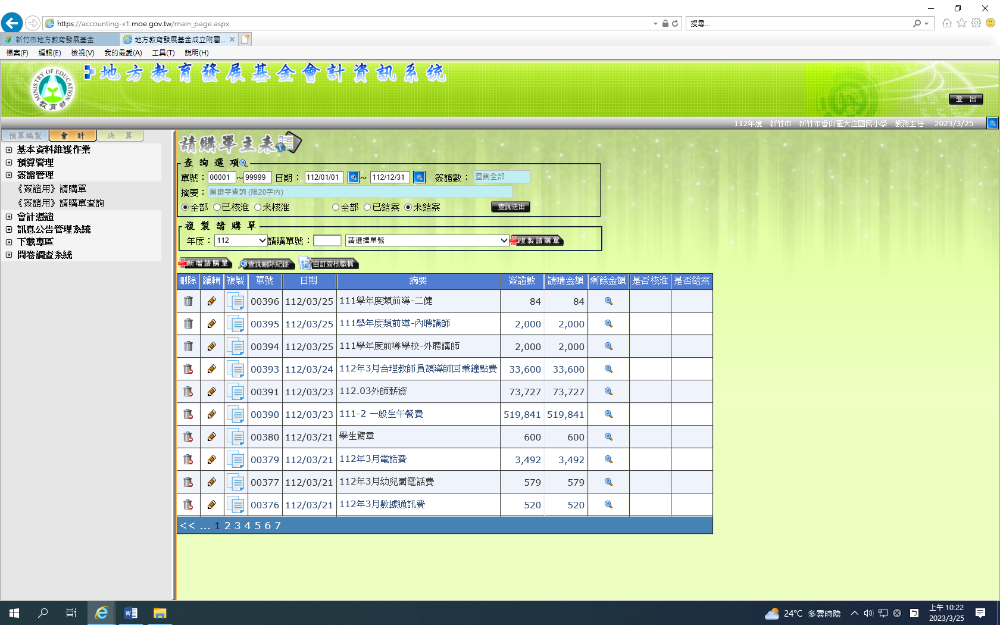 https://accounting-x1.moe.gov.tw/main_page.aspx
搜尋...
新竹市地方教育發展基金
地方教育發展基金成立附屬...
檔案(F) 編輯(E) 檢視(V) 我的最愛(A) 工具(T) 說明(H)
MINISTRY OF EDUCATION
教育部
地方教育發展基金會計資訊系統
登 出
112年度 新竹市 新竹市香山區大庄國民小學 教務主任 2023/3/25
預算編製 會 計 決 算
基本資料維護作業
預算管理
簽證管理
《簽證用》請購單
《簽證用》請購單查詢
會計憑證
訊息公告管理系統
下載專區
問卷調查系統
請購單主表
查 詢 選 項
單號：00001~99999 日期：112/01/01 ~ 112/12/31 簽證數：查詢全部
摘要：關鍵字查詢 (限20字內)
全部 已核准 未核准 全部 已結案 未結案 查詢送出
複 製 請 購 單
年度：112 請購單號： 請選擇單號 複製請購單
新增請購單 查詢刪除紀錄 自訂簽核職稱
刪除 編輯 複製 單號 日期 摘要 簽證數 請購金額 剩餘金額 是否核准 是否結案
00396 112/03/25 111學年度類前導-二健 84 84
00395 112/03/25 111學年度類前導-內聘講師 2,000 2,000
00394 112/03/25 111學年度前導學校-外聘講師 2,000 2,000
00393 112/03/24 112年3月合理教師員額導師回兼鐘點費 33,600 33,600
00391 112/03/23 112.03外師薪資 73,727 73,727
00390 112/03/23 111-2 一般生午餐費 519,841 519,841
00380 112/03/21 學生臂章 600 600
00379 112/03/21 112年3月電話費 3,492 3,492
00377 112/03/21 112年3月幼兒園電話費 579 579
00376 112/03/21 112年3月數據通訊費 520 520
<< ... 1 2 3 4 5 6 7
24°C 多雲時陰
上午 10:22
2023/3/25